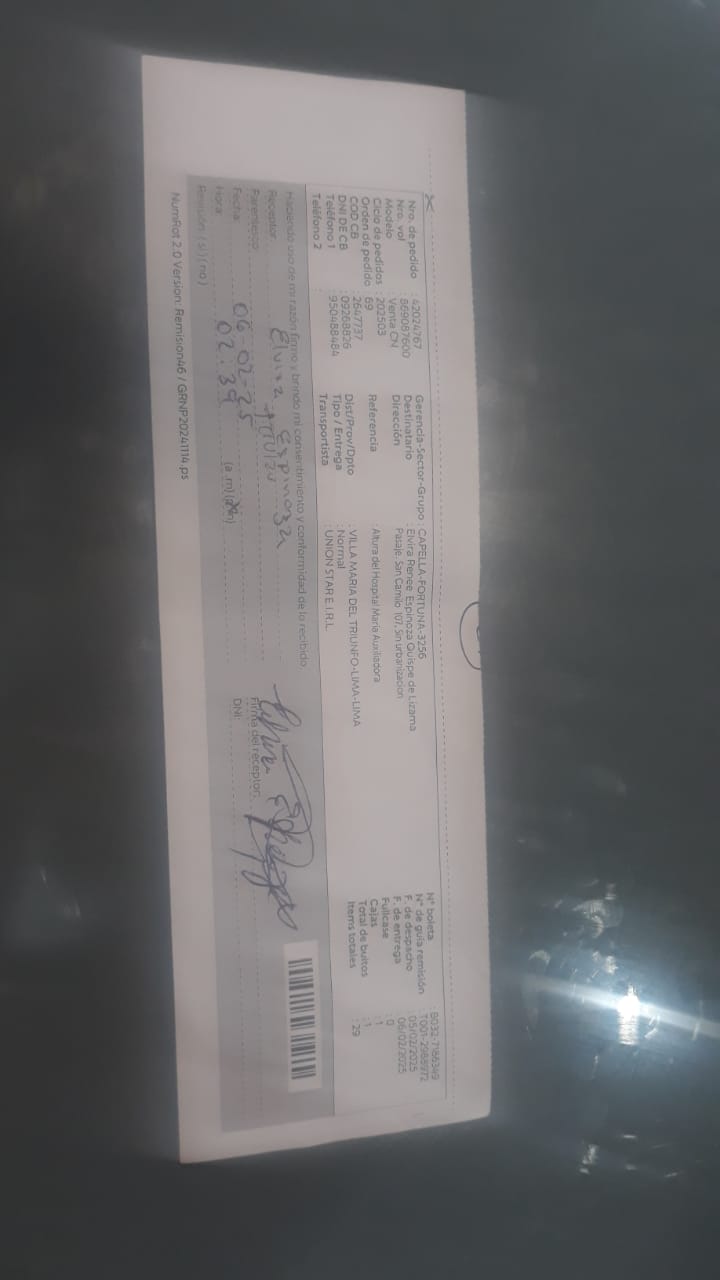 Nro. de pedido : 42024767
Nro. vol : 869087600
Modelo : Venta CN
Ciclo de pedidos : 202503
Orden de pedido : 69
COD CB : 2647737
DNI DE CB : 09268826
Teléfono 1 : 950488484
Teléfono 2
Gerencia-Sector-Grupo : CAPELLA-FORTUNA-3256
Destinatario : Elvira Renee Espinoza Quispe de Lizama
Dirección : Pasaje. San Camilo 107. Sin urbanizacion
Referencia : Altura del Hospital Maria Auxiliadora
Dist/Prov/Dpto : VILLA MARIA DEL TRIUNFO-LIMA-LIMA
Tipo / Entrega : Normal
Transportista : UNION STAR E.I.R.L
N° boleta : B032-7186349
N° de guía remisión : T001-2988972
F. de despacho : 05/02/2025
F. de entrega : 06/02/2025
Fullcase : 0
Cajas : 1
Total de bultos : 1
Items totales : 29
Haciendo uso de mi razón firmo y brindo mi consentimiento y conformidad de lo recibido
Receptor: Elvira Espinoza
Parentesco: titular
Fecha: 06-02-25
Hora: 02:39 (a.m) (p.m)
Remisión (si) (no)
Firma del receptor:
DNI:
NumRot 2.0 Version: Remision46 / GRNP20241114.ps